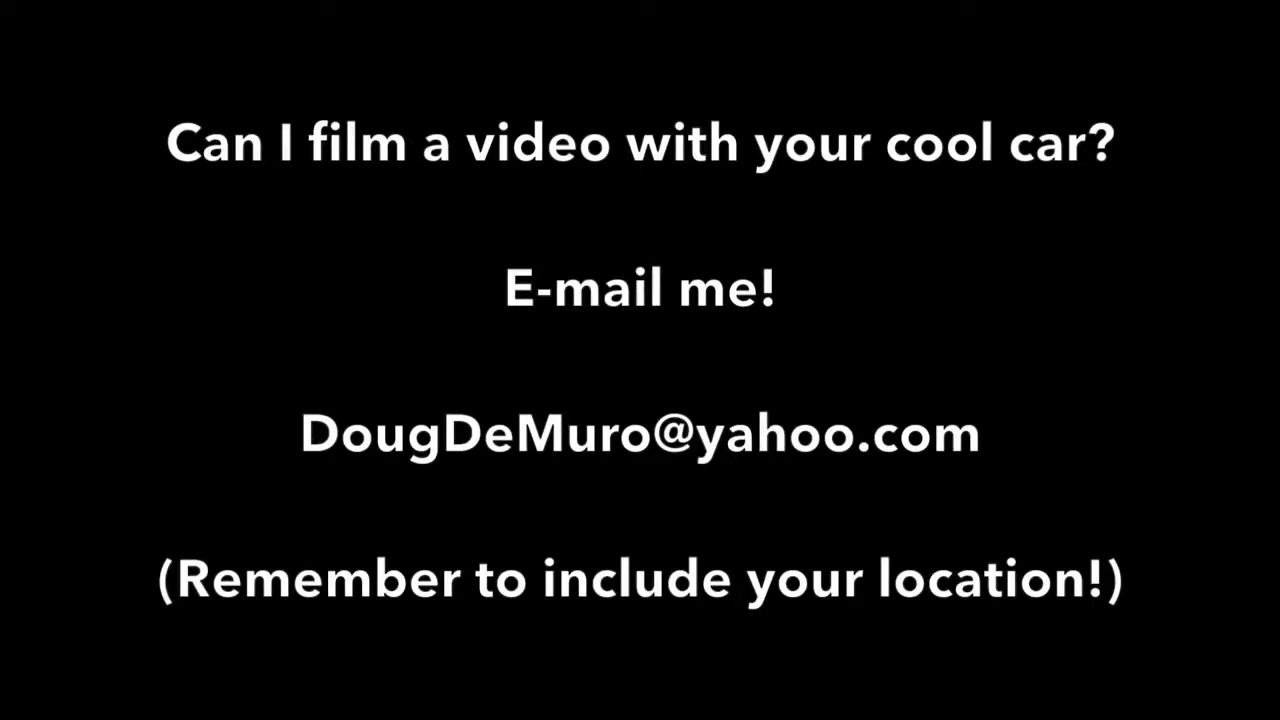 Can I film a video with your cool car?
E-mail me!
DougDeMuro@yahoo.com
(Remember to include your location!)